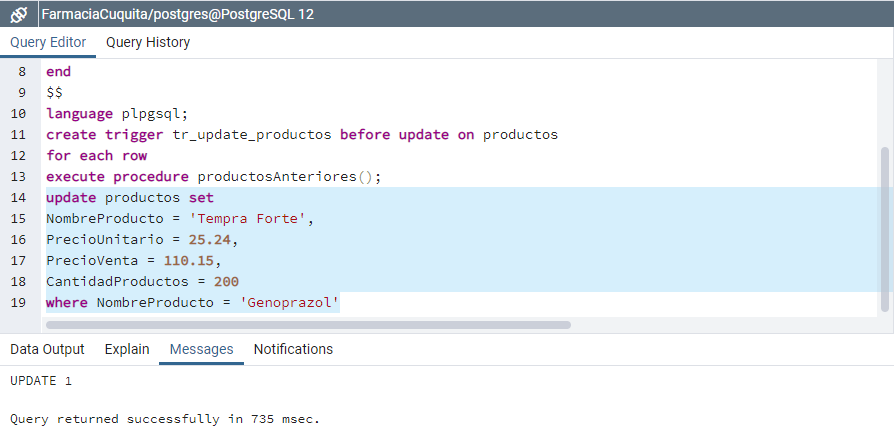 FarmaciaCuquita/postgres@PostgreSQL 12
Query Editor Query History
8 end
9 $$
10 language plpgsql;
11 create trigger tr_update_productos before update on productos
12 for each row
13 execute procedure productosAnteriores();
14 update productos set
15 NombreProducto = 'Tempra Forte',
16 PrecioUnitario = 25.24,
17 PrecioVenta = 110.15,
18 CantidadProductos = 200
19 where NombreProducto = 'Genoprazol'
Data Output Explain Messages Notifications
UPDATE 1
Query returned successfully in 735 msec.